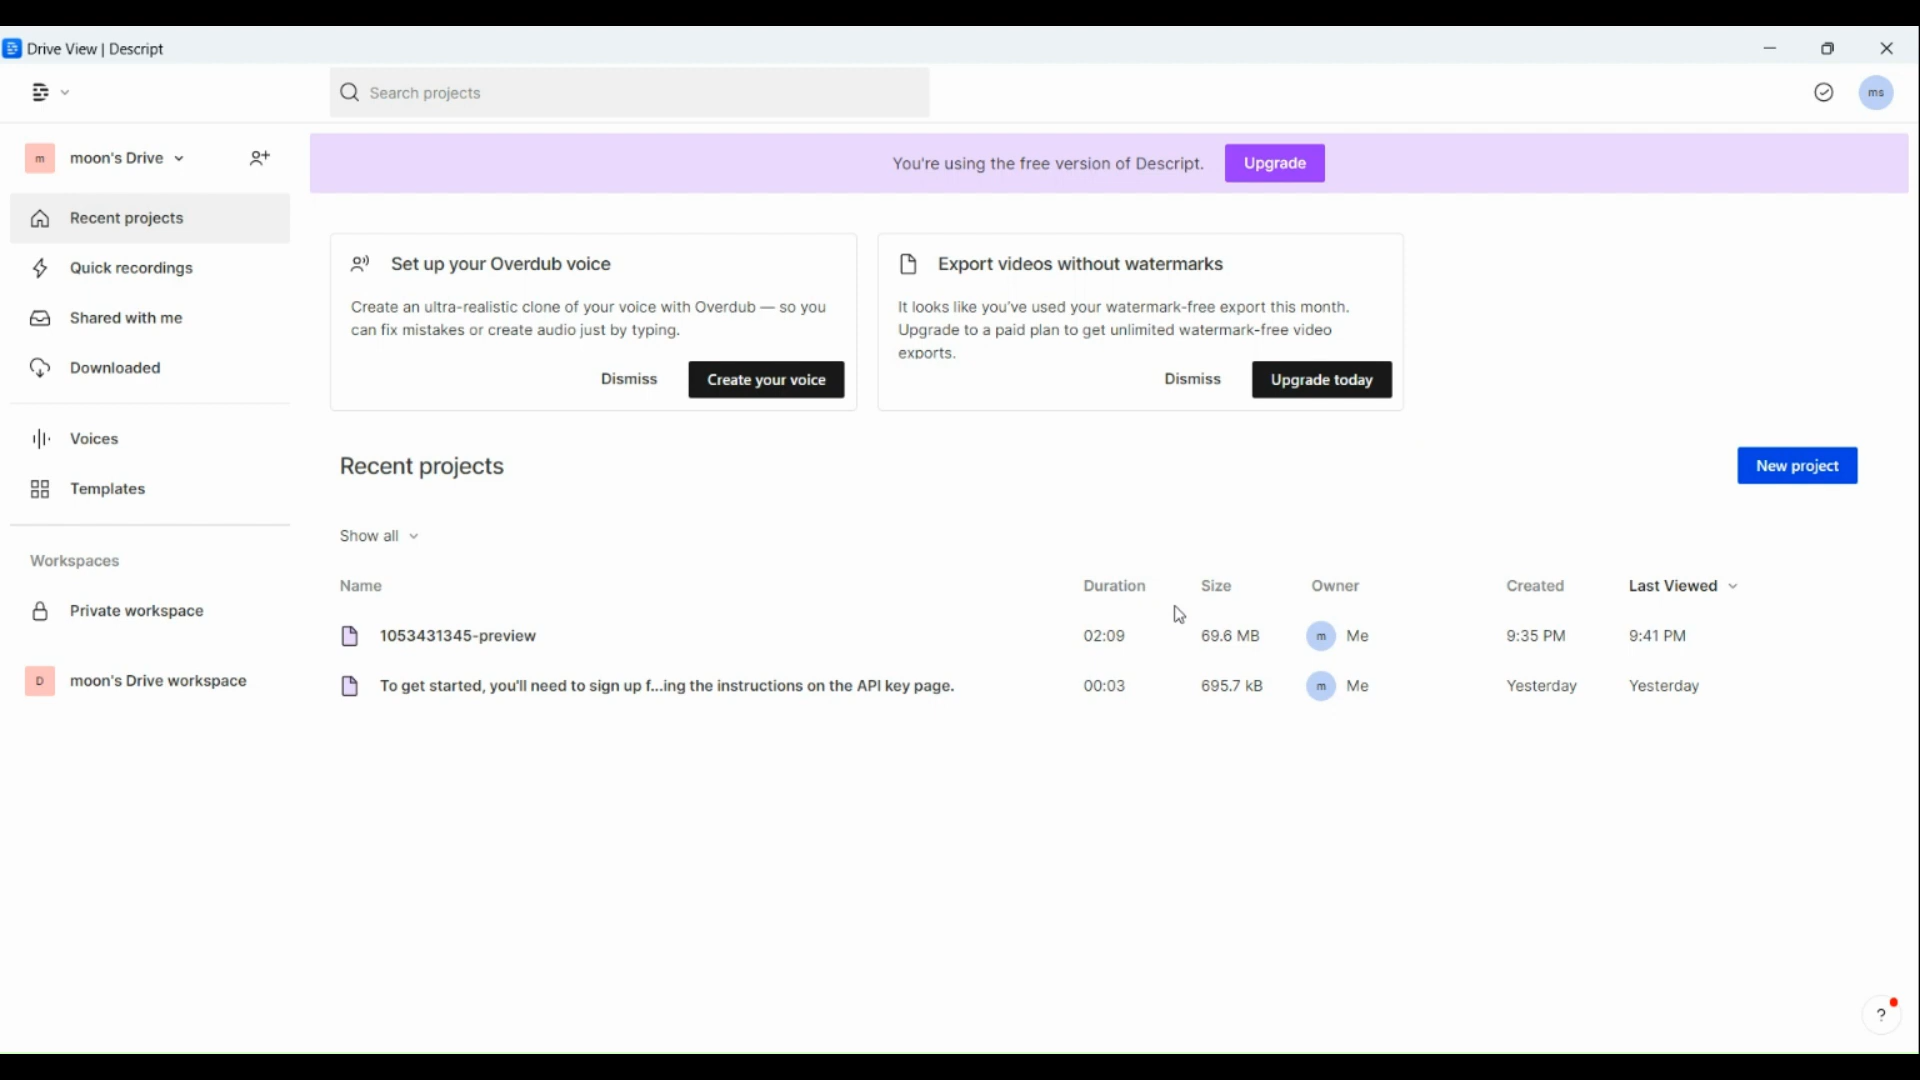 Drive View | Descript
Search projects
ms
m moon's Drive
You're using the free version of Descript. Upgrade
Recent projects
Quick recordings
Shared with me
Downloaded
Voices
Templates
Workspaces
Private workspace
D moon's Drive workspace
Set up your Overdub voice
Create an ultra-realistic clone of your voice with Overdub — so you
can fix mistakes or create audio just by typing.
Dismiss Create your voice
Export videos without watermarks
It looks like you've used your watermark-free export this month.
Upgrade to a paid plan to get unlimited watermark-free video
exports.
Dismiss Upgrade today
Recent projects
New project
Show all
Name Duration Size Owner Created Last Viewed
1053431345-preview 02:09 69.6 MB m Me 9:35 PM 9:41 PM
To get started, you'll need to sign up f...ing the instructions on the API key page. 00:03 695.7 kB m Me Yesterday Yesterday
?